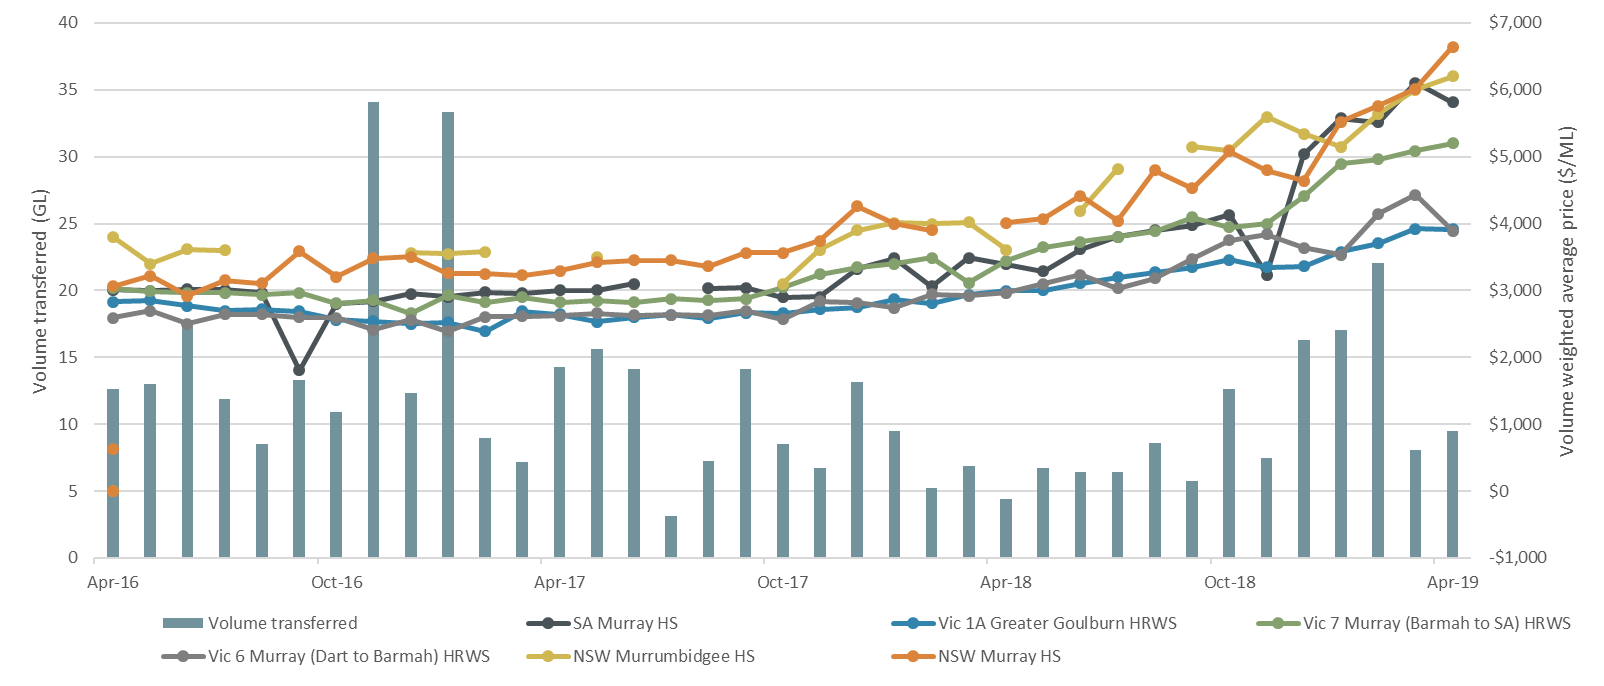 40 $7,000
35 $6,000
30 $5,000
25 $4,000
20 $3,000
15 $2,000
10 $1,000
5 $0
0 -$1,000
Volume transferred (GL)
Volume weighted average price ($/ML)
Apr-16 Oct-16 Apr-17 Oct-17 Apr-18 Oct-18 Apr-19
Volume transferred SA Murray HS Vic 1A Greater Goulburn HRWS Vic 7 Murray (Barmah to SA) HRWS
Vic 6 Murray (Dart to Barmah) HRWS NSW Murrumbidgee HS NSW Murray HS